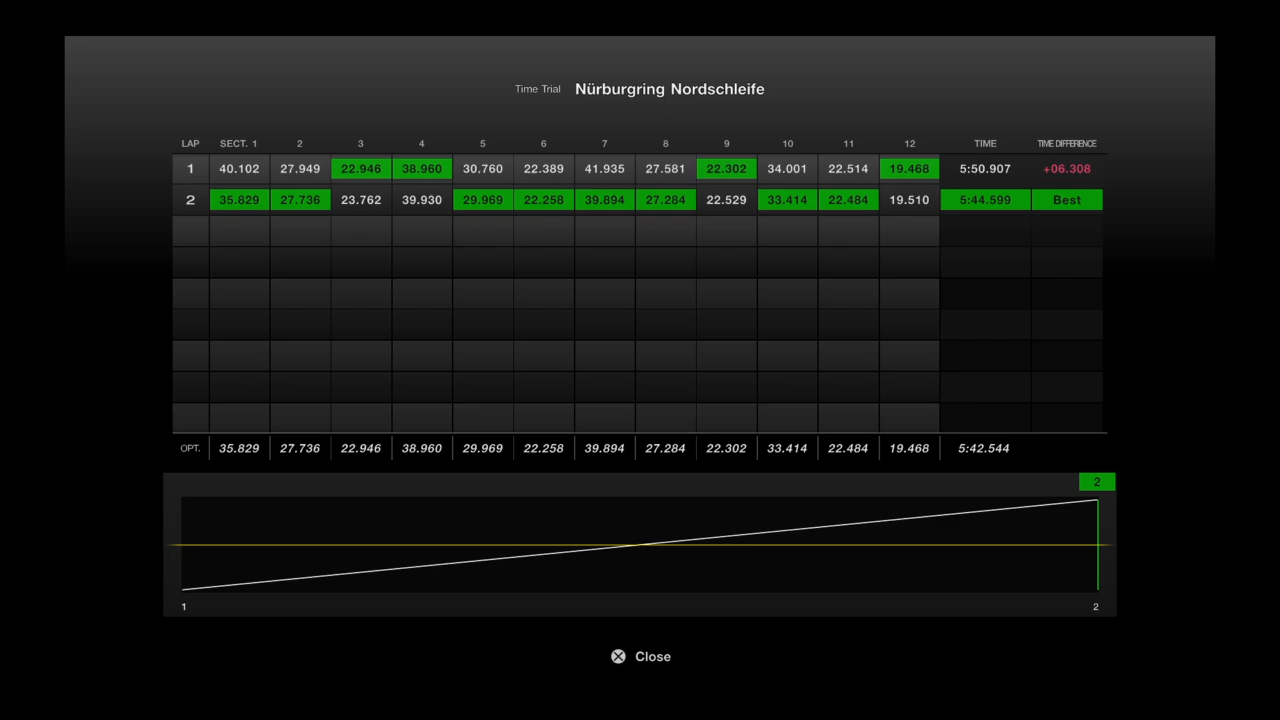 Time Trial Nürburgring Nordschleife
LAP SECT. 1 2 3 4 5 6 7 8 9 10 11 12 TIME TIME DIFFERENCE
1 40.102 27.949 22.946 38.960 30.760 22.389 41.935 27.581 22.302 34.001 22.514 19.468 5:50.907 +06.308
2 35.829 27.736 23.762 39.930 29.969 22.258 39.894 27.284 22.529 33.414 22.484 19.510 5:44.599 Best
OPT. 35.829 27.736 22.946 38.960 29.969 22.258 39.894 27.284 22.302 33.414 22.484 19.468 5:42.544
2
1 2
Close